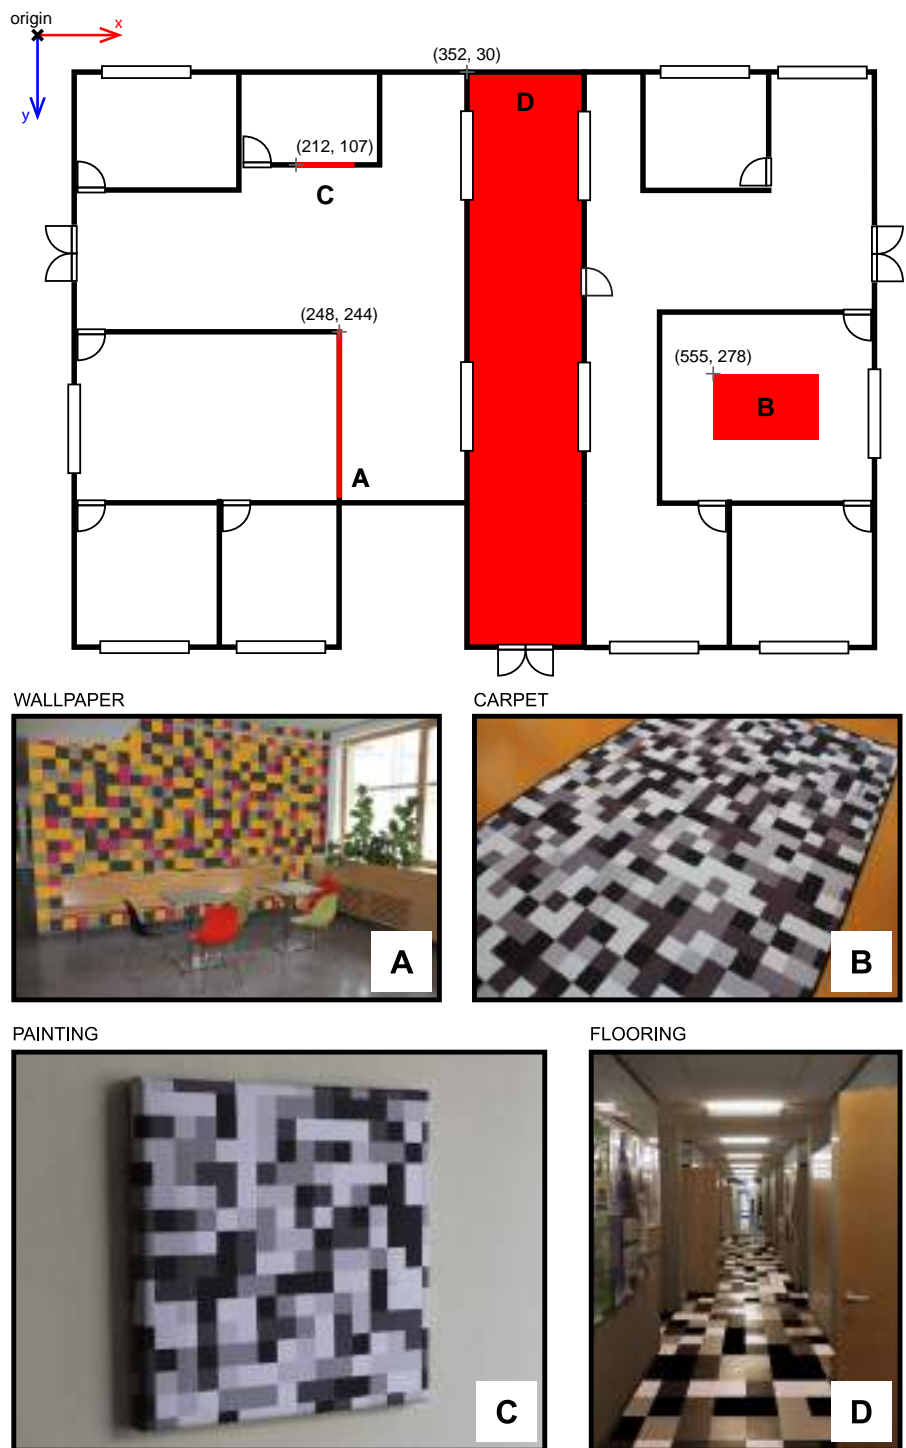 origin
x
y
(352, 30)
D
(212, 107)
C
(248, 244)
(555, 278)
B
A
WALLPAPER
CARPET
A
B
PAINTING
FLOORING
C
D